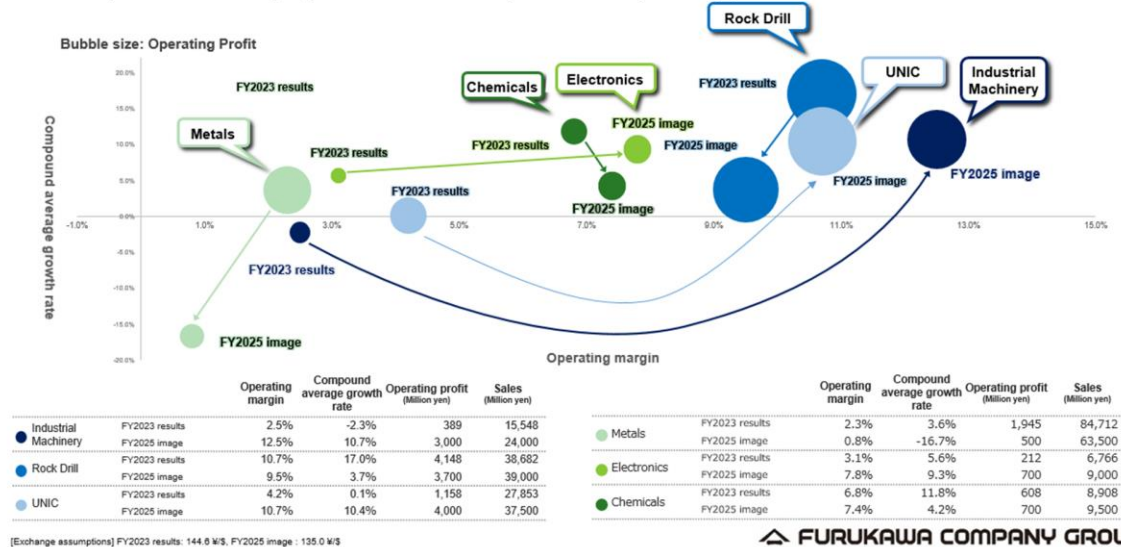 Rock Drill
Bubble size: Operating Profit
UNIC
Industrial
Machinery
Electronics
Chemicals
Metals
FY2023 results
FY2023 results
FY2025 image
FY2023 results
FY2023 results
FY2025 image
FY2023 results
FY2025 image
FY2025 image
FY2025 image
FY2023 results
FY2025 image
Compound average growth rate
20.0%
15.0%
10.0%
5.0%
0.0%
-5.0%
-10.0%
-15.0%
-20.0%
-1.0% 1.0% 3.0% 5.0% 7.0% 9.0% 11.0% 13.0% 15.0%
Operating margin
Operating margin Compound average growth rate Operating profit (Million yen) Sales (Million yen)
Industrial Machinery FY2023 results 2.5% -2.3% 389 15,548
FY2025 image 12.5% 10.7% 3,000 24,000
Rock Drill FY2023 results 10.7% 17.0% 4,148 38,682
FY2025 image 9.5% 3.7% 3,700 39,000
UNIC FY2023 results 4.2% 0.1% 1,158 27,853
FY2025 image 10.7% 10.4% 4,000 37,500
Operating margin Compound average growth rate Operating profit (Million yen) Sales (Million yen)
Metals FY2023 results 2.3% 3.6% 1,945 84,712
FY2025 image 0.8% -16.7% 500 63,500
Electronics FY2023 results 3.1% 5.6% 212 6,766
FY2025 image 7.8% 9.3% 700 9,000
Chemicals FY2023 results 6.8% 11.8% 608 8,908
FY2025 image 7.4% 4.2% 700 9,500
[Exchange assumptions] FY2023 results: 144.6 ¥/$, FY2025 image : 135.0 ¥/$
FURUKAWA COMPANY GROU